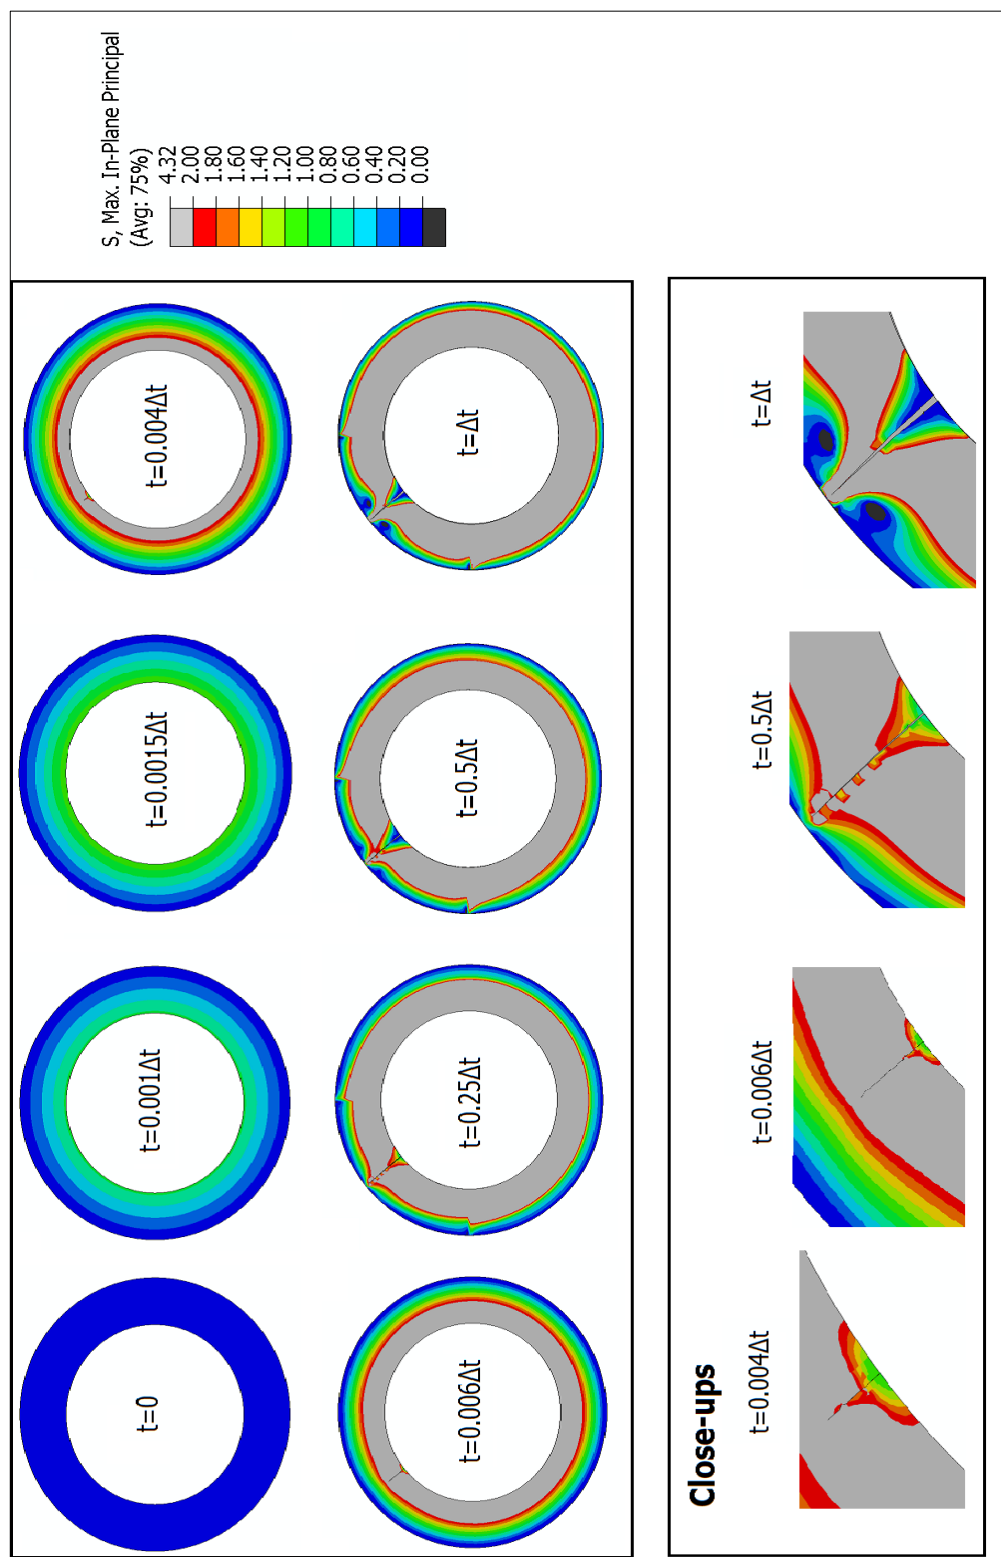 S, Max. In-Plane Principal
(Avg: 75%)
4.32
2.00
1.80
1.60
1.40
1.20
1.00
0.80
0.60
0.40
0.20
0.00
t=0
t=0.001Δt
t=0.0015Δt
t=0.004Δt
t=0.006Δt
t=0.25Δt
t=0.5Δt
t=Δt
Close-ups
t=0.004Δt
t=0.006Δt
t=0.5Δt
t=Δt